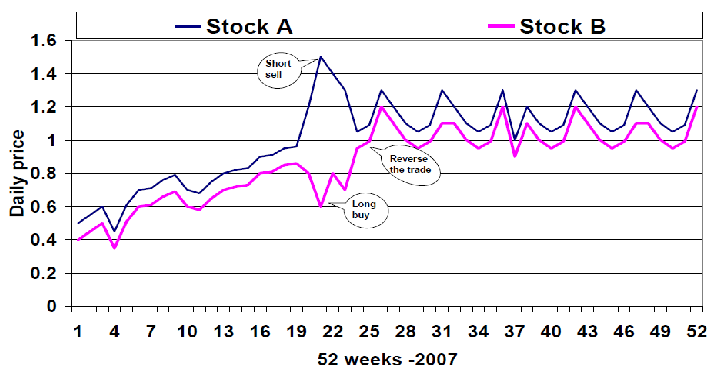 Stock A Stock B
1.6
1.4
1.2
1
0.8
0.6
0.4
0.2
0
Daily price
Short
sell
Reverse
the trade
Long
buy
1 4 7 10 13 16 19 22 25 28 31 34 37 40 43 46 49 52
52 weeks -2007